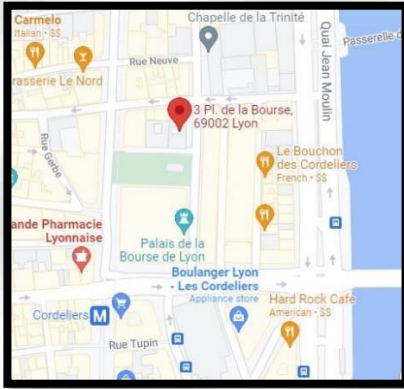 Carmelo
Italian · $$
Chapelle de la Trinité
Rue Neuve
Quai Jean Moulin
Passerelle d
rasserie Le Nord
3 Pl. de la Bourse,
69002 Lyon
Rue Gerbe
Le Bouchon
des Cordeliers
French · $$
ande Pharmacie
Lyonnaise
Palais de la
Bourse de Lyon
Boulanger Lyon
- Les Cordeliers
Appliance store
Hard Rock Cafe
American · $$
Cordeliers M
Rue Tupin